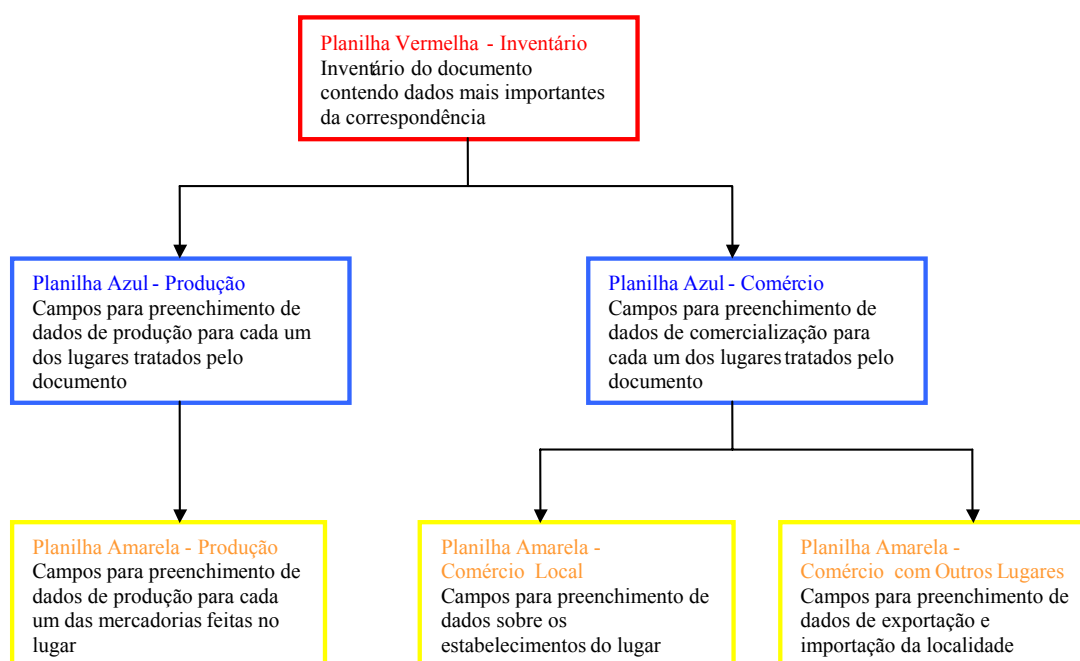 Planilha Vermelha - Inventário
Inventário do documento
contendo dados mais importantes
da correspondência
Planilha Azul - Produção
Campos para preenchimento de
dados de produção para cada um
dos lugares tratados pelo
documento
Planilha Azul - Comércio
Campos para preenchimento de
dados de comercialização para
cada um dos lugares tratados pelo
documento
Planilha Amarela - Produção
Campos para preenchimento de
dados de produção para cada
um das mercadorias feitas no
lugar
Planilha Amarela -
Comércio Local
Campos para preenchimento de
dados sobre os
estabelecimentos do lugar
Planilha Amarela -
Comércio com Outros Lugares
Campos para preenchimento de
dados de exportação e
importação da localidade